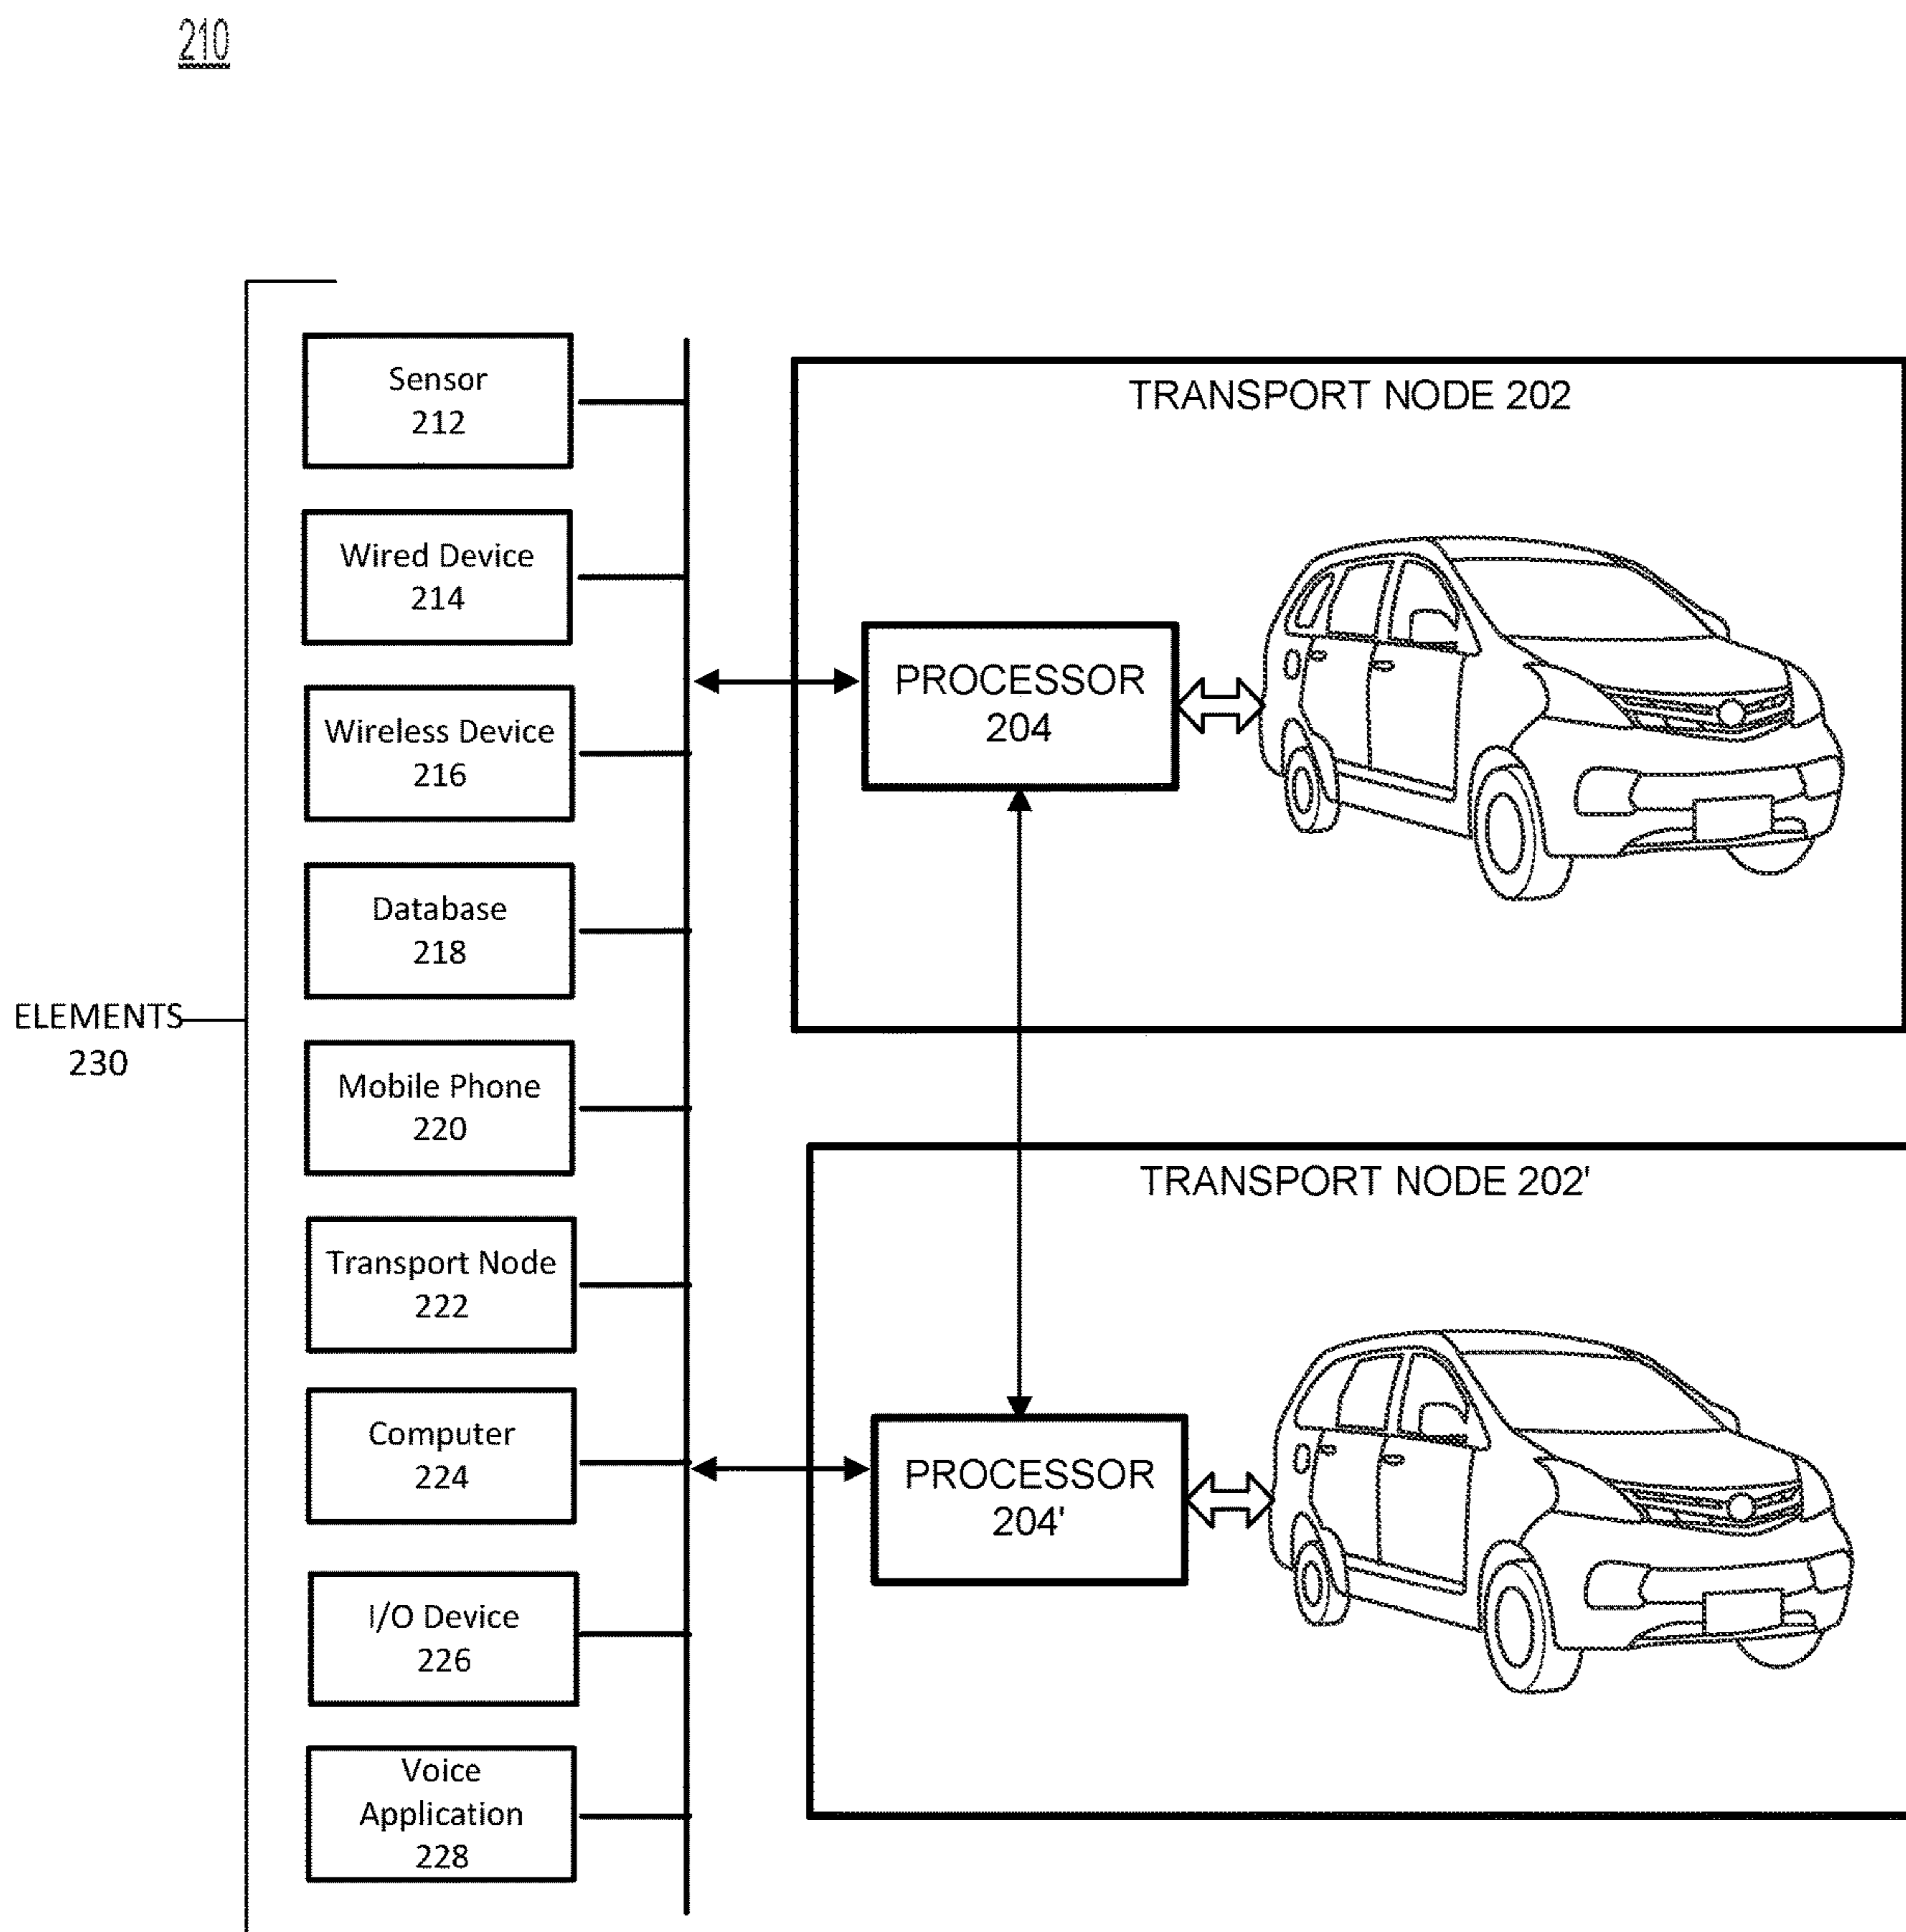 210
ELEMENTS
230
Sensor
212
Wired Device
214
Wireless Device
216
Database
218
Mobile Phone
220
Transport Node
222
Computer
224
I/O Device
226
Voice
Application
228
TRANSPORT NODE 202
PROCESSOR
204
TRANSPORT NODE 202'
PROCESSOR
204'